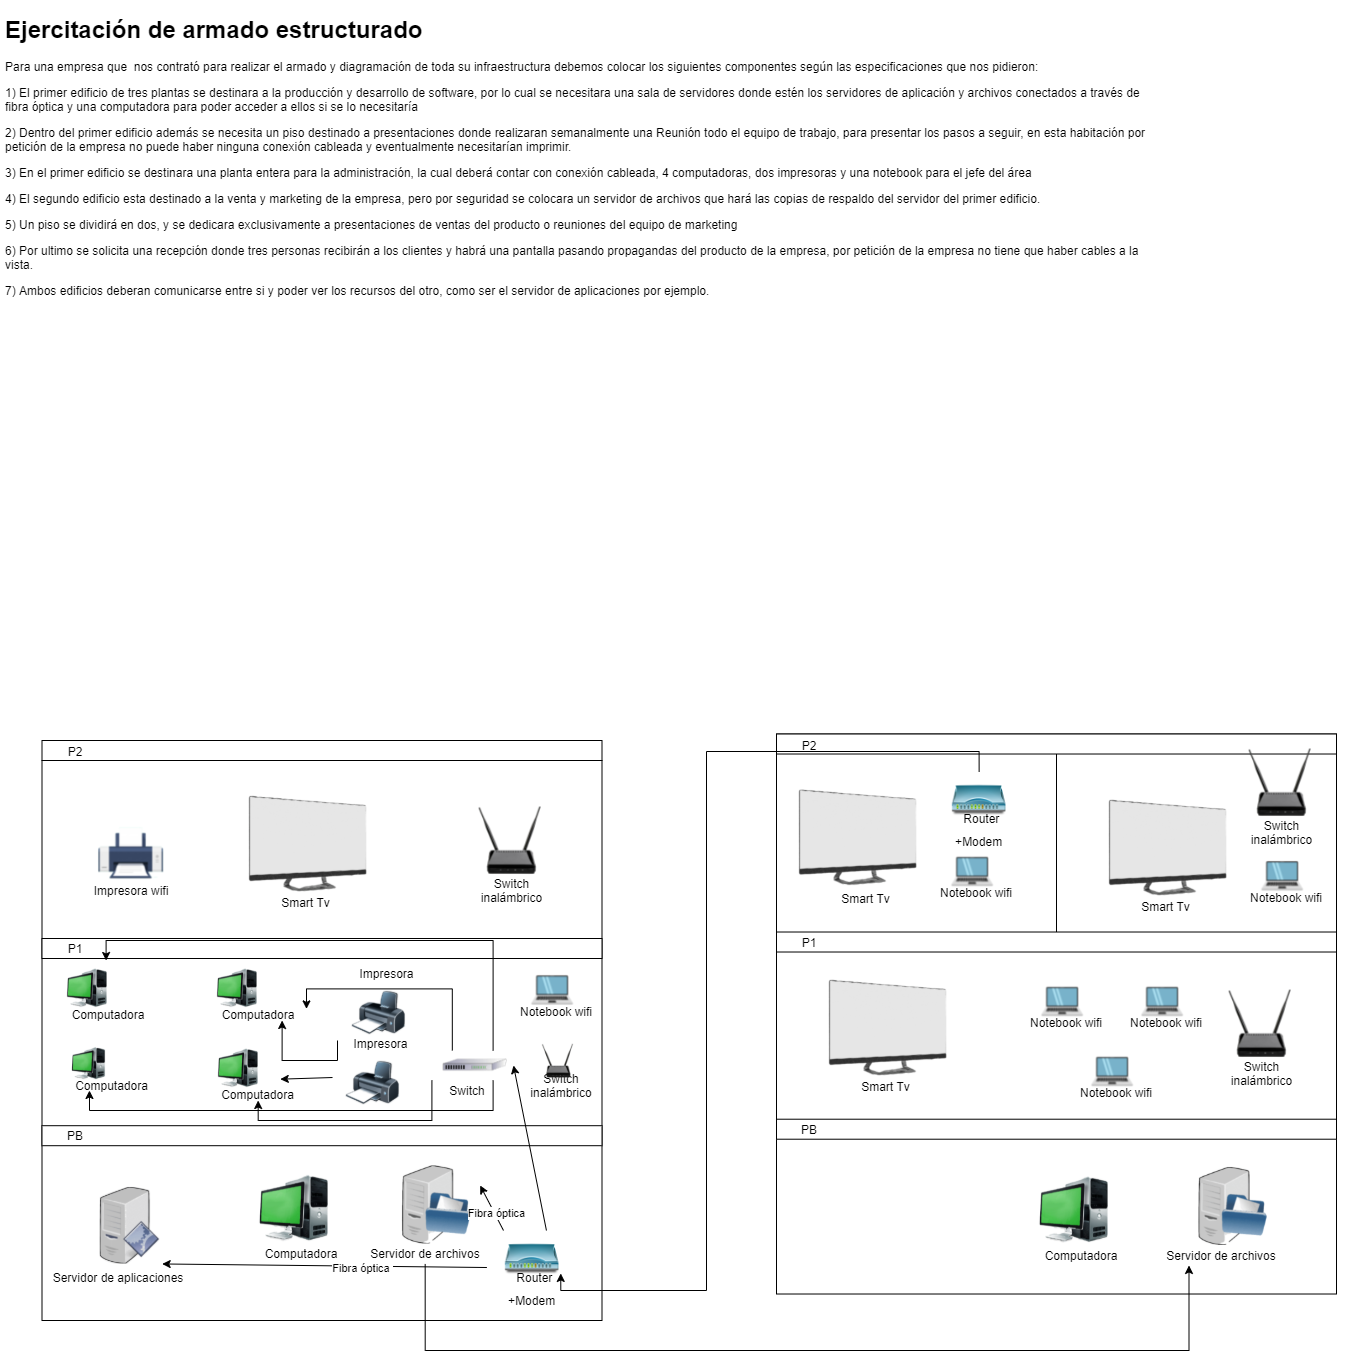 Ejercitación de armado estructurado
Para una empresa que  nos contrató para realizar el armado y diagramación de toda su infraestructura debemos colocar los siguientes componentes según las especificaciones que nos pidieron:
1) El primer edificio de tres plantas se destinara a la producción y desarrollo de software, por lo cual se necesitara una sala de servidores donde estén los servidores de aplicación y archivos conectados a través de
fibra óptica y una computadora para poder acceder a ellos si se lo necesitaría
2) Dentro del primer edificio además se necesita un piso destinado a presentaciones donde realizaran semanalmente una Reunión todo el equipo de trabajo, para presentar los pasos a seguir, en esta habitación por
petición de la empresa no puede haber ninguna conexión cableada y eventualmente necesitarían imprimir.
3) En el primer edificio se destinara una planta entera para la administración, la cual deberá contar con conexión cableada, 4 computadoras, dos impresoras y una notebook para el jefe del área
4) El segundo edificio esta destinado a la venta y marketing de la empresa, pero por seguridad se colocara un servidor de archivos que hará las copias de respaldo del servidor del primer edificio.
5) Un piso se dividirá en dos, y se dedicara exclusivamente a presentaciones de ventas del producto o reuniones del equipo de marketing
6) Por ultimo se solicita una recepción donde tres personas recibirán a los clientes y habrá una pantalla pasando propagandas del producto de la empresa, por petición de la empresa no tiene que haber cables a la
vista.
7) Ambos edificios deberan comunicarse entre si y poder ver los recursos del otro, como ser el servidor de aplicaciones por ejemplo.
P2
Impresora wifi
Smart Tv
Switch
inalámbrico
P1
Computadora
Computadora
Impresora
Notebook wifi
Impresora
Computadora
Computadora
Switch
Switch
inalámbrico
PB
Servidor de aplicaciones
Computadora
Servidor de archivos
Fibra óptica
Fibra óptica
Router
+Modem
P2
Smart Tv
Router
+Modem
Notebook wifi
Smart Tv
Switch
inalámbrico
Notebook wifi
P1
Smart Tv
Notebook wifi
Notebook wifi
Notebook wifi
Switch
inalámbrico
PB
Computadora
Servidor de archivos